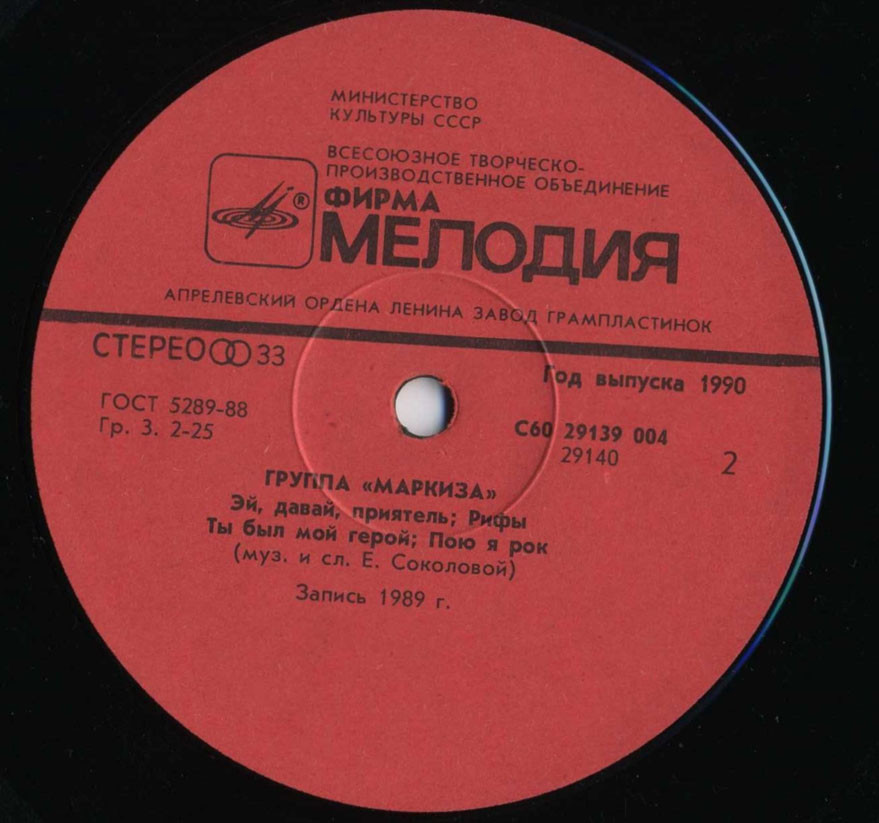 МИНИСТЕРСТВО
КУЛЬТУРЫ СССР
ВСЕСОЮЗНОЕ ТВОРЧЕСКО-
ПРОИЗВОДСТВЕННОЕ ОБЪЕДИНЕНИЕ
®
ФИРМА
МЕЛОДИЯ
АПРЕЛЕВСКИЙ ОРДЕНА ЛЕНИНА ЗАВОД ГРАМПЛАСТИНОК
СТЕРЕО 33
Год выпуска 1990
ГОСТ 5289-88
Гр. 3. 2-25
С60 29139 004
29140
2
ГРУППА «МАРКИЗА»
Эй, давай, приятель; Рифы
Ты был мой герой; Пою я рок
(муз. и сл. Е. Соколовой)
Запись 1989 г.